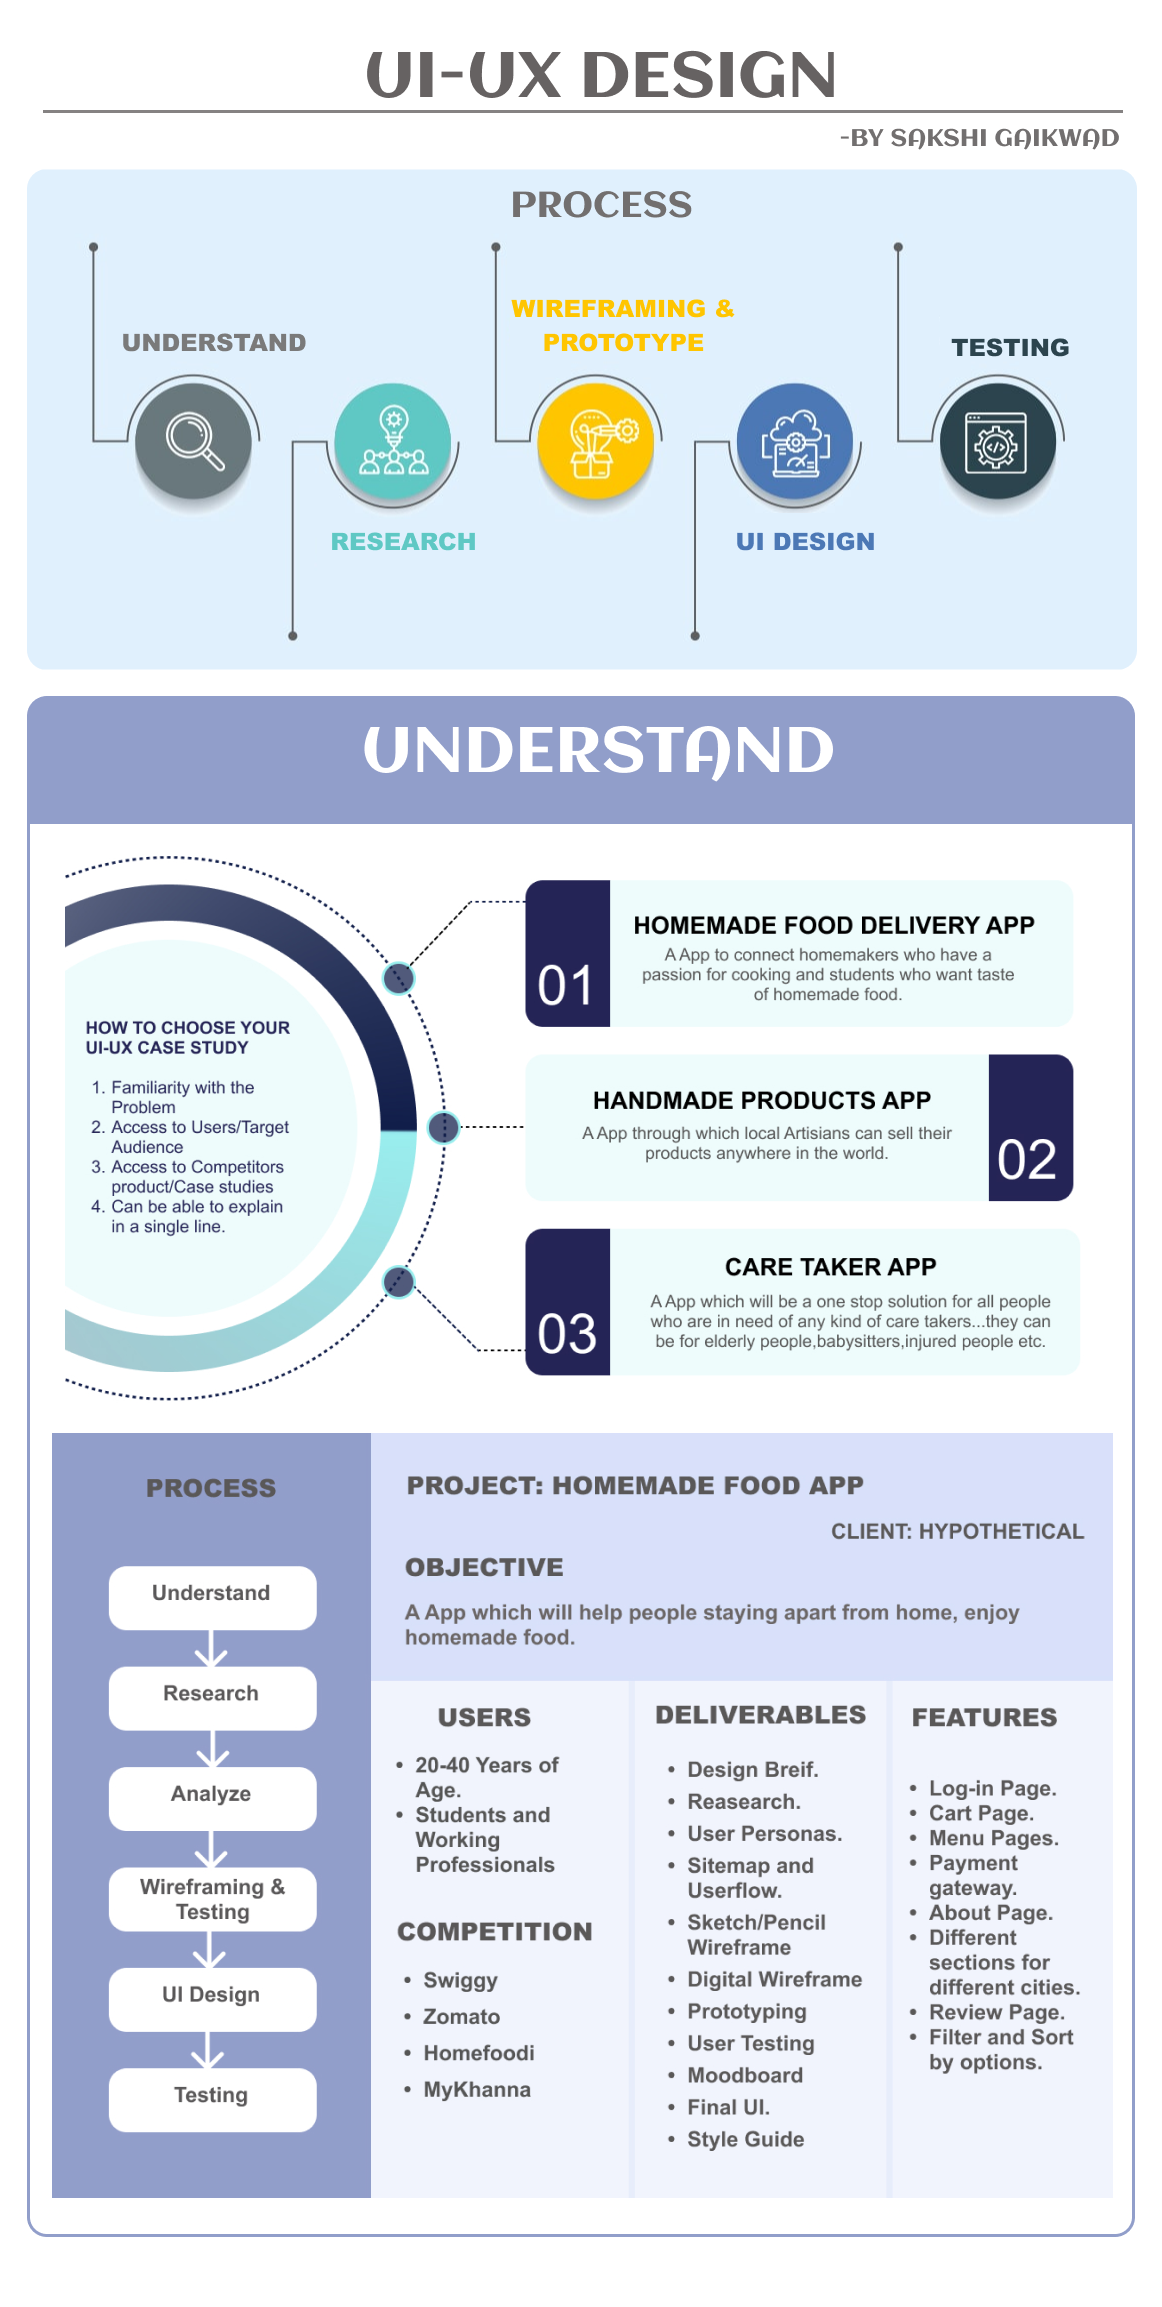 UI-UX DESIGN
-BY SAKSHI GAIKWAD
PROCESS
UNDERSTAND
RESEARCH
WIREFRAMING &
PROTOTYPE
UI DESIGN
TESTING
UNDERSTAND
HOW TO CHOOSE YOUR
UI-UX CASE STUDY
1. Familiarity with the
Problem
2. Access to Users/Target
Audience
3. Access to Competitors
product/Case studies
4. Can be able to explain
in a single line.
01
HOMEMADE FOOD DELIVERY APP
A App to connect homemakers who have a
passion for cooking and students who want taste
of homemade food.
HANDMADE PRODUCTS APP
A App through which local Artisians can sell their
products anywhere in the world.
02
03
CARE TAKER APP
A App which will be a one stop solution for all people
who are in need of any kind of care takers...they can
be for elderly people,babysitters,injured people etc.
PROCESS
Understand
Research
Analyze
Wireframing &
Testing
UI Design
Testing
PROJECT: HOMEMADE FOOD APP
CLIENT: HYPOTHETICAL
OBJECTIVE
A App which will help people staying apart from home, enjoy
homemade food.
USERS
• 20-40 Years of
Age.
• Students and
Working
Professionals
COMPETITION
• Swiggy
• Zomato
• Homefoodi
• MyKhanna
DELIVERABLES
• Design Breif.
• Reasearch.
• User Personas.
• Sitemap and
Userflow.
• Sketch/Pencil
Wireframe
• Digital Wireframe
• Prototyping
• User Testing
• Moodboard
• Final UI.
• Style Guide
FEATURES
• Log-in Page.
• Cart Page.
• Menu Pages.
• Payment
gateway.
• About Page.
• Different
sections for
different cities.
• Review Page.
• Filter and Sort
by options.